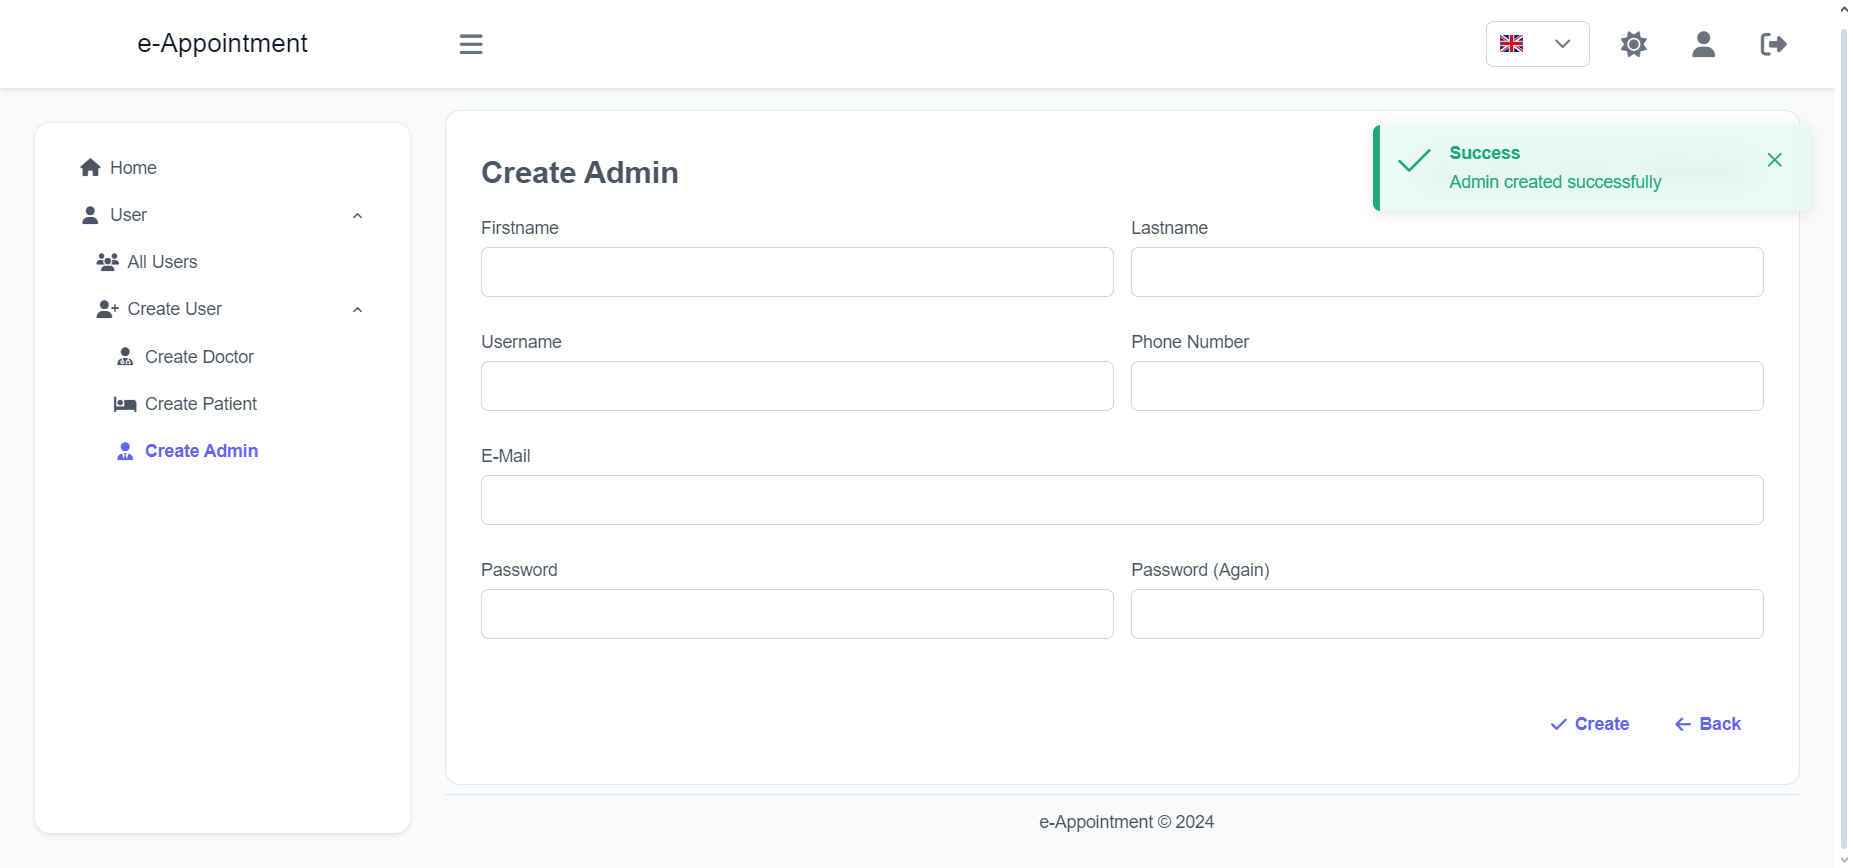 e-Appointment
Home
User
All Users
Create User
Create Doctor
Create Patient
Create Admin
Create Admin
Success
Admin created successfully
Firstname
Lastname
Username
Phone Number
E-Mail
Password
Password (Again)
Create
Back
e-Appointment © 2024